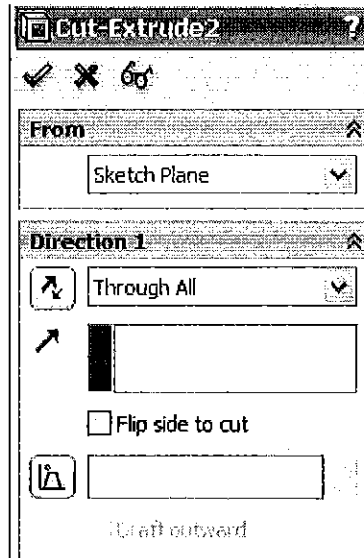 Cut-Extrude2 ?
From
Sketch Plane
Direction 1
Through All
Flip side to cut
Draft outward